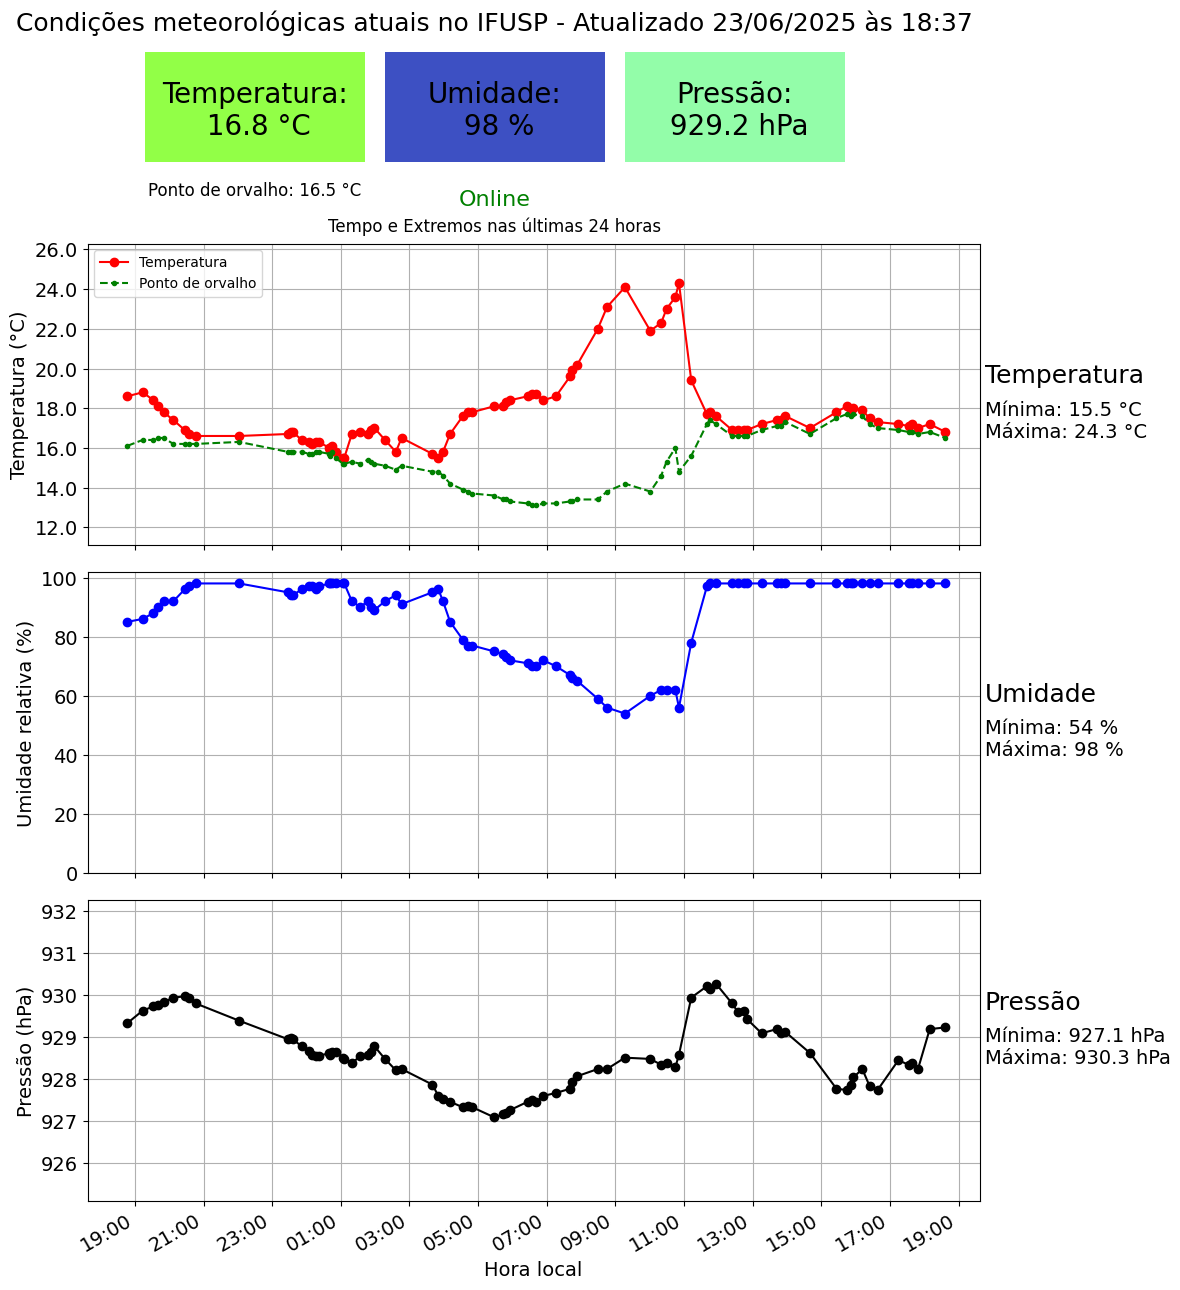 Condições meteorológicas atuais no IFUSP - Atualizado 23/06/2025 às 18:37
Temperatura:
16.8 °C
Umidade:
98 %
Pressão:
929.2 hPa
Ponto de orvalho: 16.5 °C
Online
Tempo e Extremos nas últimas 24 horas
Temperatura
Ponto de orvalho
Temperatura (°C)
26.0
24.0
22.0
20.0
18.0
16.0
14.0
12.0
Temperatura
Mínima: 15.5 °C
Máxima: 24.3 °C
Umidade relativa (%)
100
80
60
40
20
0
Umidade
Mínima: 54 %
Máxima: 98 %
Pressão (hPa)
932
931
930
929
928
927
926
Pressão
Mínima: 927.1 hPa
Máxima: 930.3 hPa
19:00 21:00 23:00 01:00 03:00 05:00 07:00 09:00 11:00 13:00 15:00 17:00 19:00
Hora local